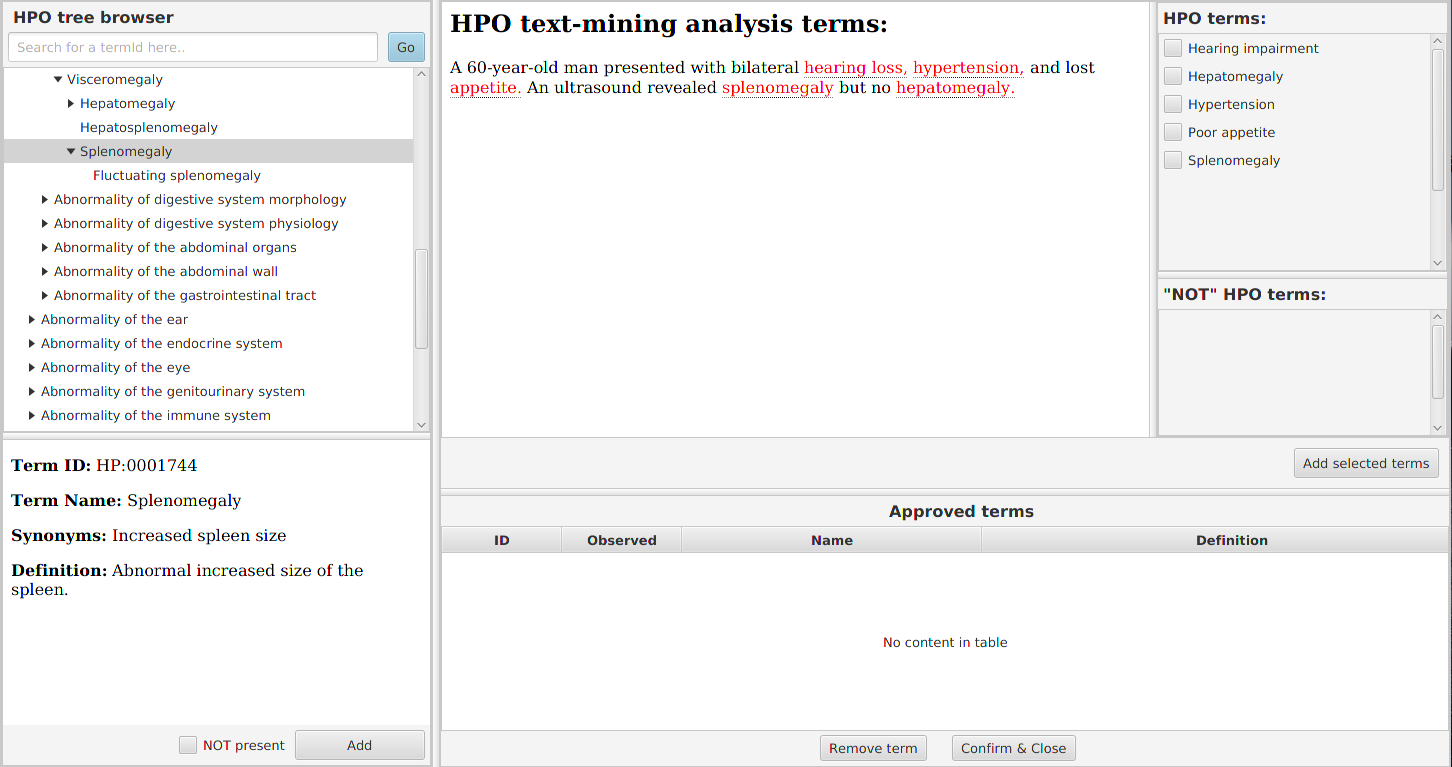 HPO tree browser
Search for a termId here..
Go
Visceromegaly
Hepatomegaly
Hepatosplenomegaly
Splenomegaly
Fluctuating splenomegaly
Abnormality of digestive system morphology
Abnormality of digestive system physiology
Abnormality of the abdominal organs
Abnormality of the abdominal wall
Abnormality of the gastrointestinal tract
Abnormality of the ear
Abnormality of the endocrine system
Abnormality of the eye
Abnormality of the genitourinary system
Abnormality of the immune system
Term ID: HP:0001744
Term Name: Splenomegaly
Synonyms: Increased spleen size
Definition: Abnormal increased size of the
spleen.
NOT present
Add
HPO text-mining analysis terms:
A 60-year-old man presented with bilateral hearing loss, hypertension, and lost
appetite. An ultrasound revealed splenomegaly but no hepatomegaly.
HPO terms:
Hearing impairment
Hepatomegaly
Hypertension
Poor appetite
Splenomegaly
"NOT" HPO terms:
Add selected terms
Approved terms
ID Observed Name Definition
No content in table
Remove term
Confirm & Close